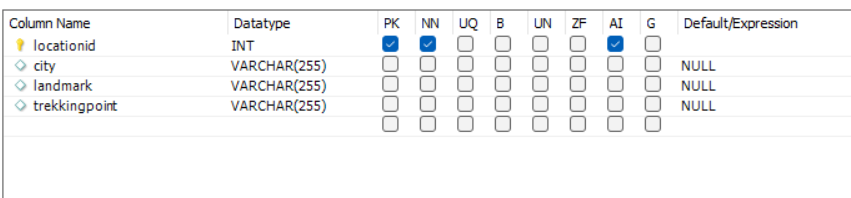 Column Name Datatype PK NN UQ B UN ZF AI G Default/Expression
locationid INT
city VARCHAR(255) NULL
landmark VARCHAR(255) NULL
trekkingpoint VARCHAR(255) NULL